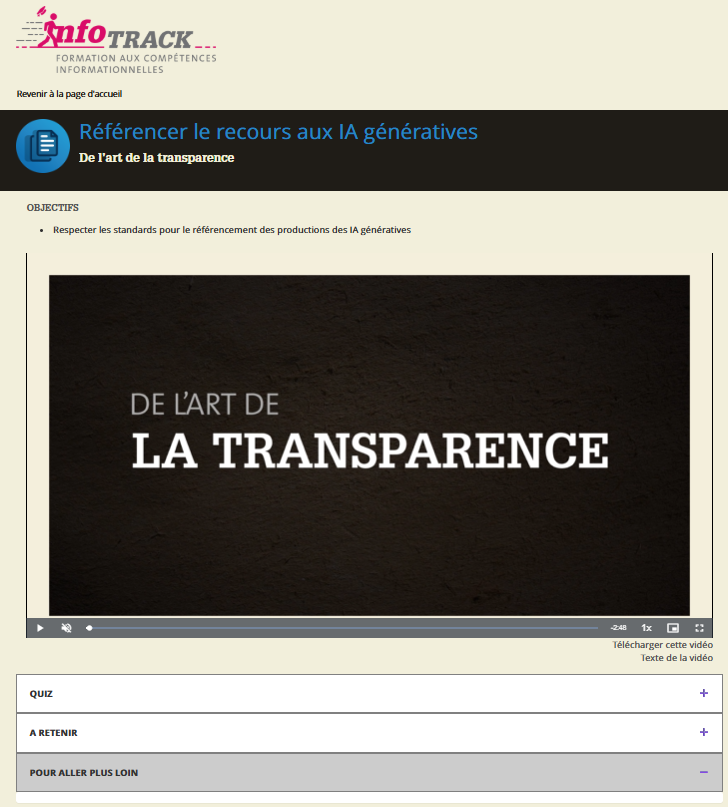 infoTRACK
FORMATION AUX COMPÉTENCES
INFORMATIONNELLES
Revenir à la page d'accueil
Référencer le recours aux IA génératives
De l'art de la transparence
OBJECTIFS
• Respecter les standards pour le référencement des productions des IA génératives
DE L'ART DE
LA TRANSPARENCE
-2:48 1x
Télécharger cette vidéo
Texte de la vidéo
QUIZ +
A RETENIR +
POUR ALLER PLUS LOIN −